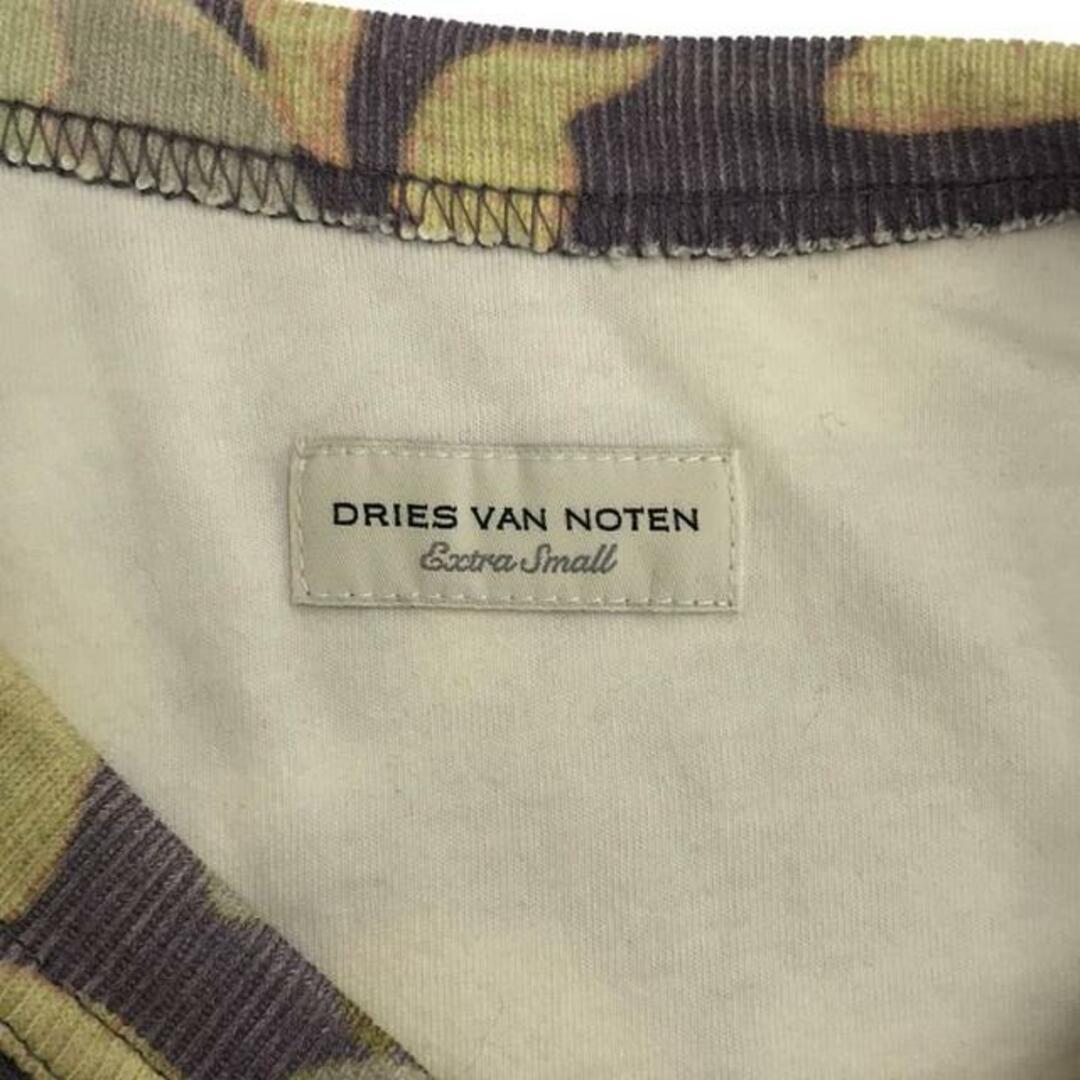 DRIES VAN NOTEN
Extra Small